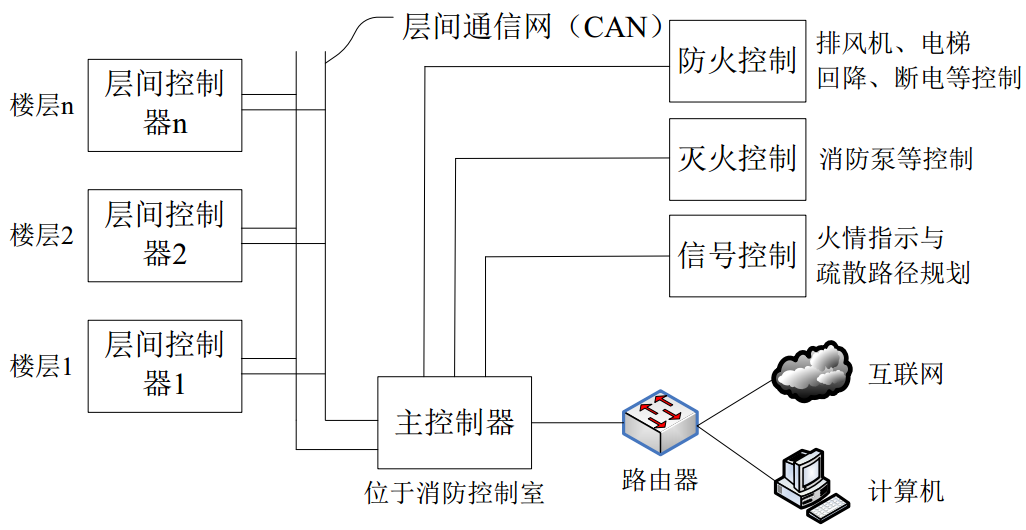 层间通信网（CAN）
楼层n
层间控制
器n
楼层2
层间控制
器2
楼层1
层间控制
器1
防火控制
排风机、电梯
回降、断电等控制
灭火控制
消防泵等控制
信号控制
火情指示与
疏散路径规划
主控制器
位于消防控制室
路由器
互联网
计算机